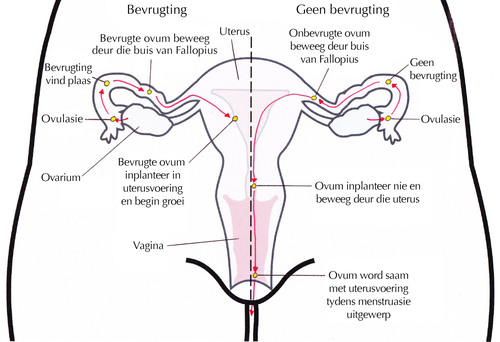 Bevrugting
Geen bevrugting
Bevrugte ovum beweeg
deur die buis van Fallopius
Uterus
Onbevrugte ovum
beweeg deur buis
van Fallopius
Bevrugting
vind plaas
Geen
bevrugting
Ovulasie
Ovulasie
Ovarium
Bevrugte ovum
inplanteer in
uterusvoering
en begin groei
Ovum inplanteer nie en
beweeg deur die uterus
Vagina
Ovum word saam
met uterusvoering
tydens menstruasie
uitgewerp